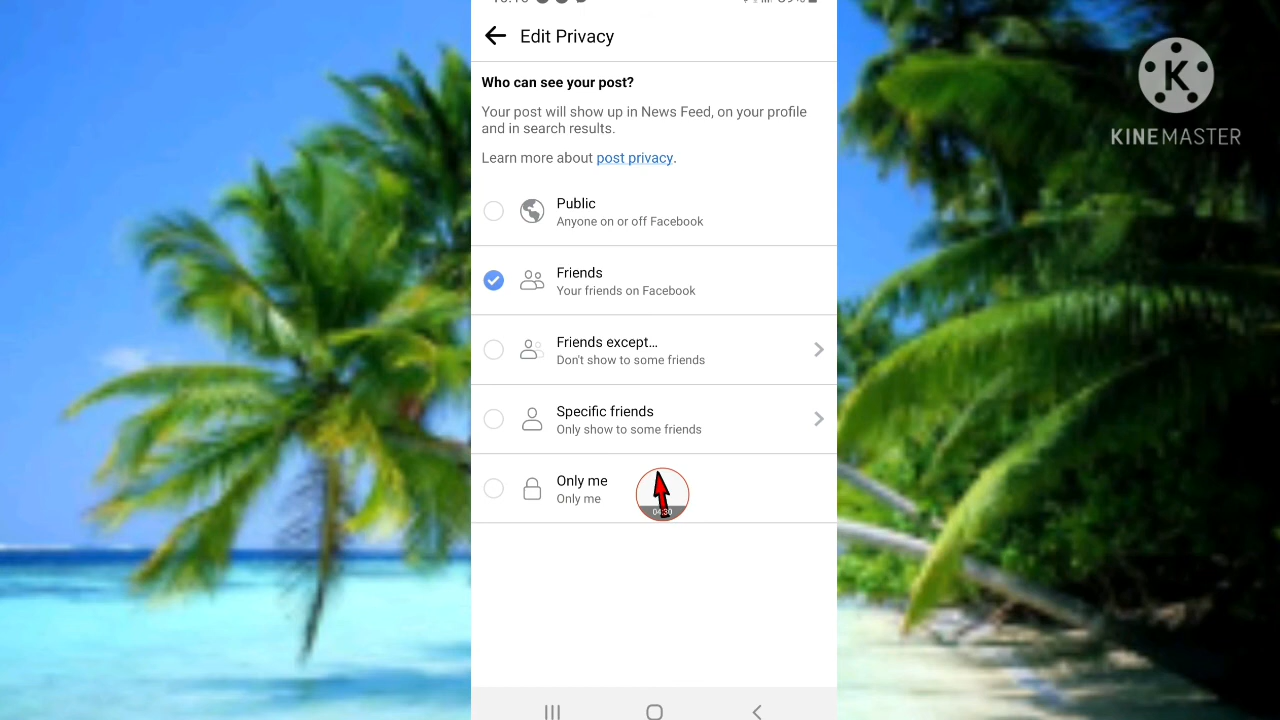 Edit Privacy
Who can see your post?
Your post will show up in News Feed, on your profile
and in search results.
Learn more about post privacy.
Public
Anyone on or off Facebook
Friends
Your friends on Facebook
Friends except...
Don't show to some friends
Specific friends
Only show to some friends
Only me
Only me
04:30
K
KINEMASTER